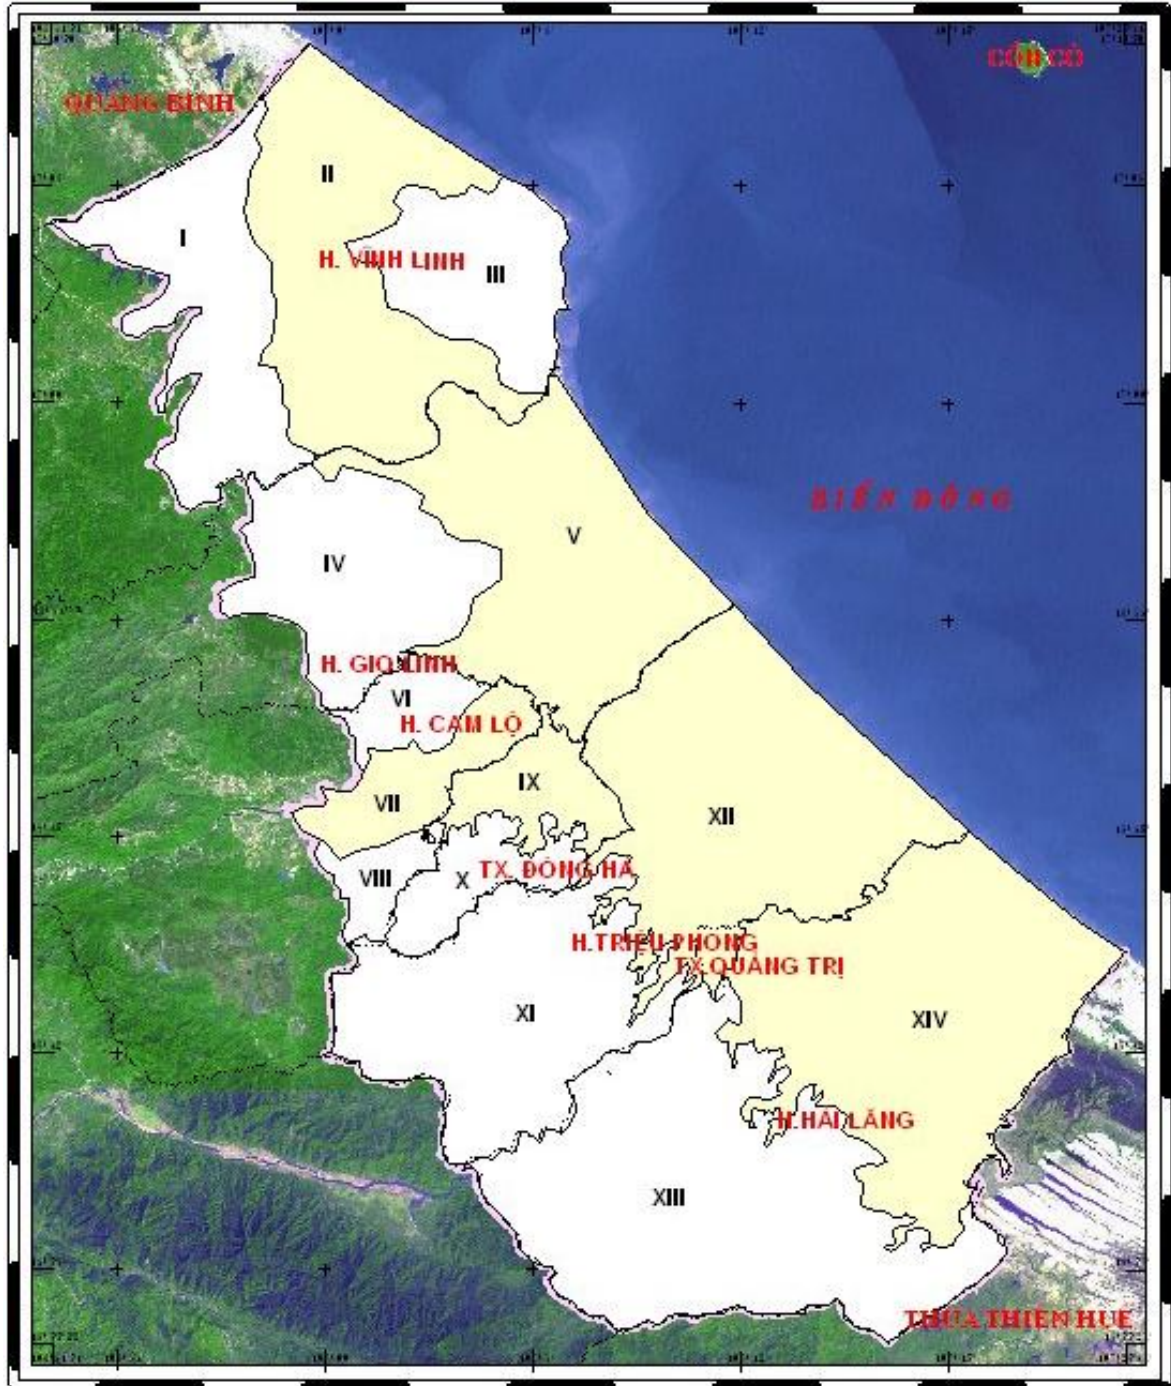 CỒN CỎ
QUẢNG BÌNH
II
I
H. VĨNH LINH
III
BIỂN ĐÔNG
V
IV
H. GIO LINH
VI
H. CAM LỘ
IX
VII
XII
TX. ĐÔNG HÀ
VIII
X
H.TRIỆU PHONG
TX.QUẢNG TRỊ
XI
XIV
H.HẢI LĂNG
XIII
THỪA THIÊN HUẾ